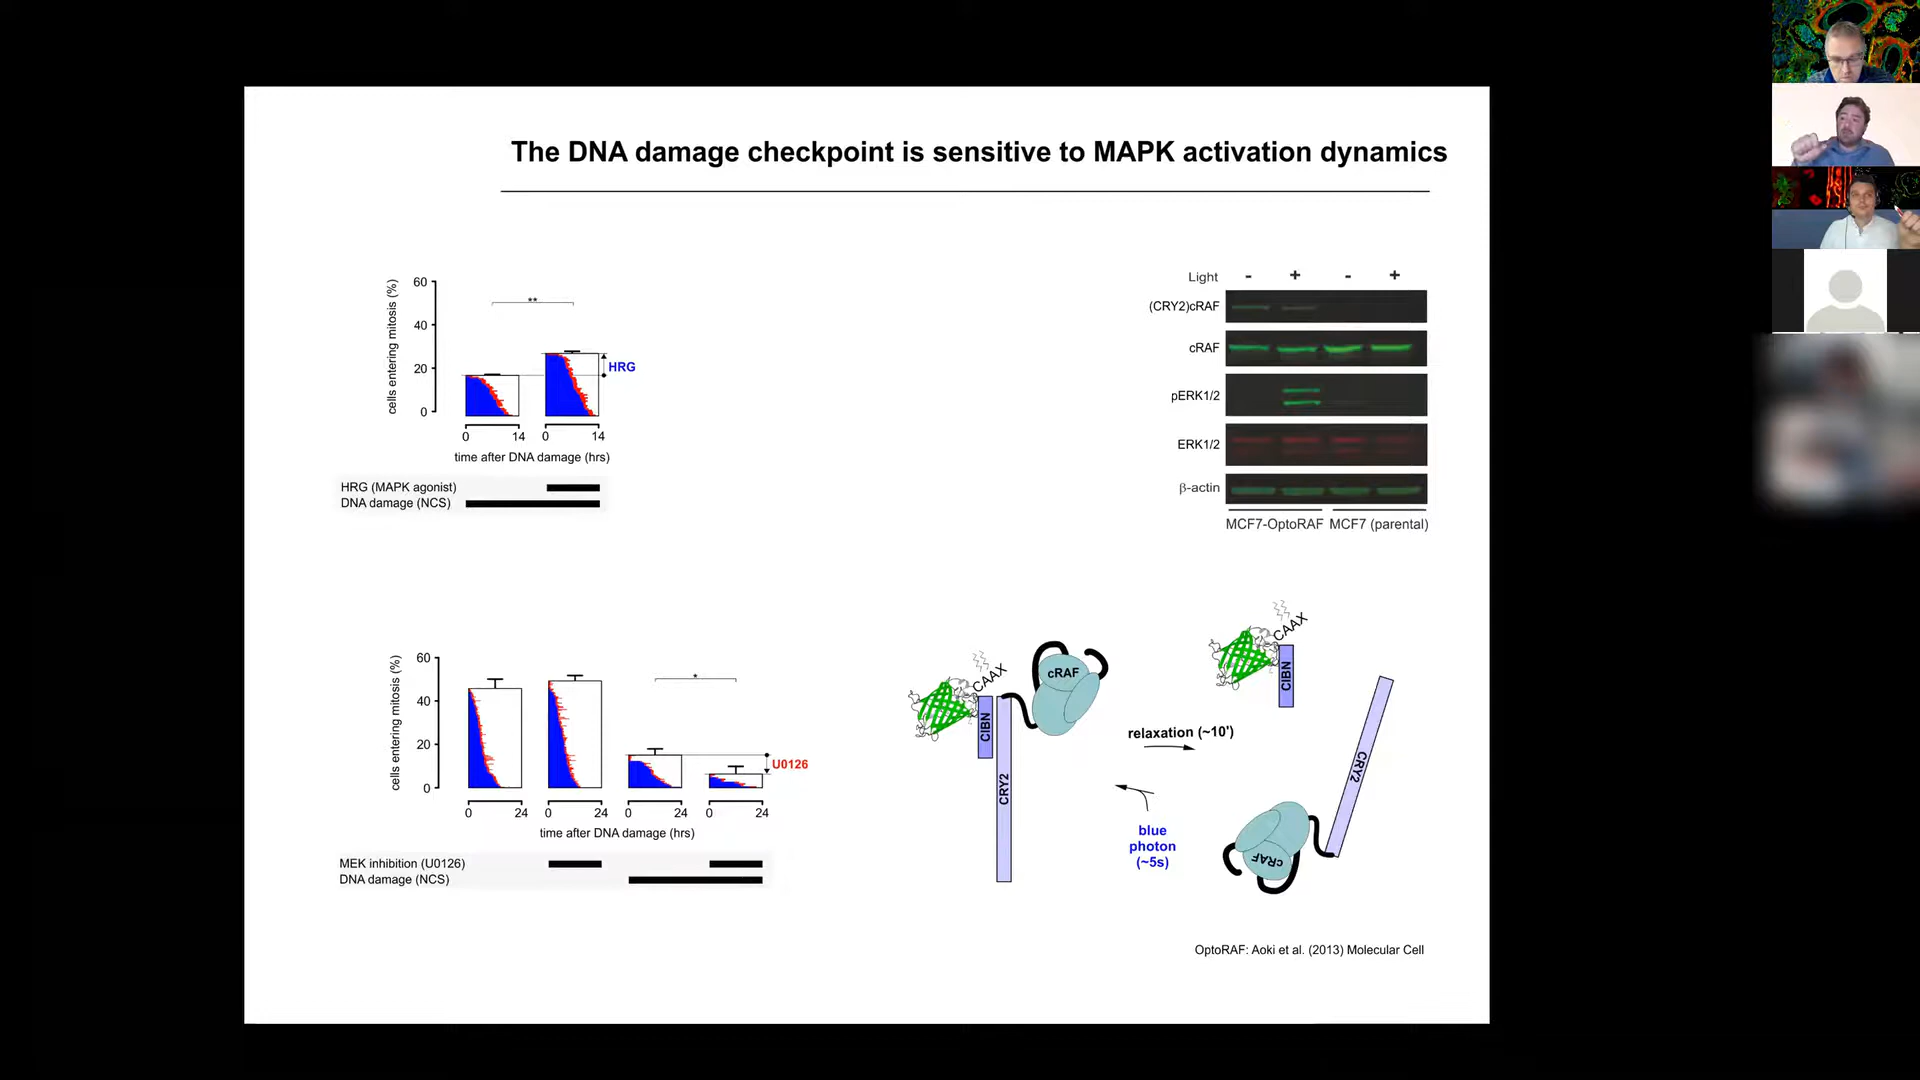 The DNA damage checkpoint is sensitive to MAPK activation dynamics
cells entering mitosis (%)
60
40
20
0
**
HRG
0 14 0 14
time after DNA damage (hrs)
HRG (MAPK agonist)
DNA damage (NCS)
Light - + - +
(CRY2)cRAF
cRAF
pERK1/2
ERK1/2
β-actin
MCF7-OptoRAF MCF7 (parental)
cells entering mitosis (%)
60
40
20
0
*
U0126
0 24 0 24 0 24 0 24
time after DNA damage (hrs)
MEK inhibition (U0126)
DNA damage (NCS)
CAAX
CIBN
CRY2
cRAF
relaxation (~10')
blue
photon
(~5s)
CAAX
CIBN
CRY2
cRAF
OptoRAF: Aoki et al. (2013) Molecular Cell